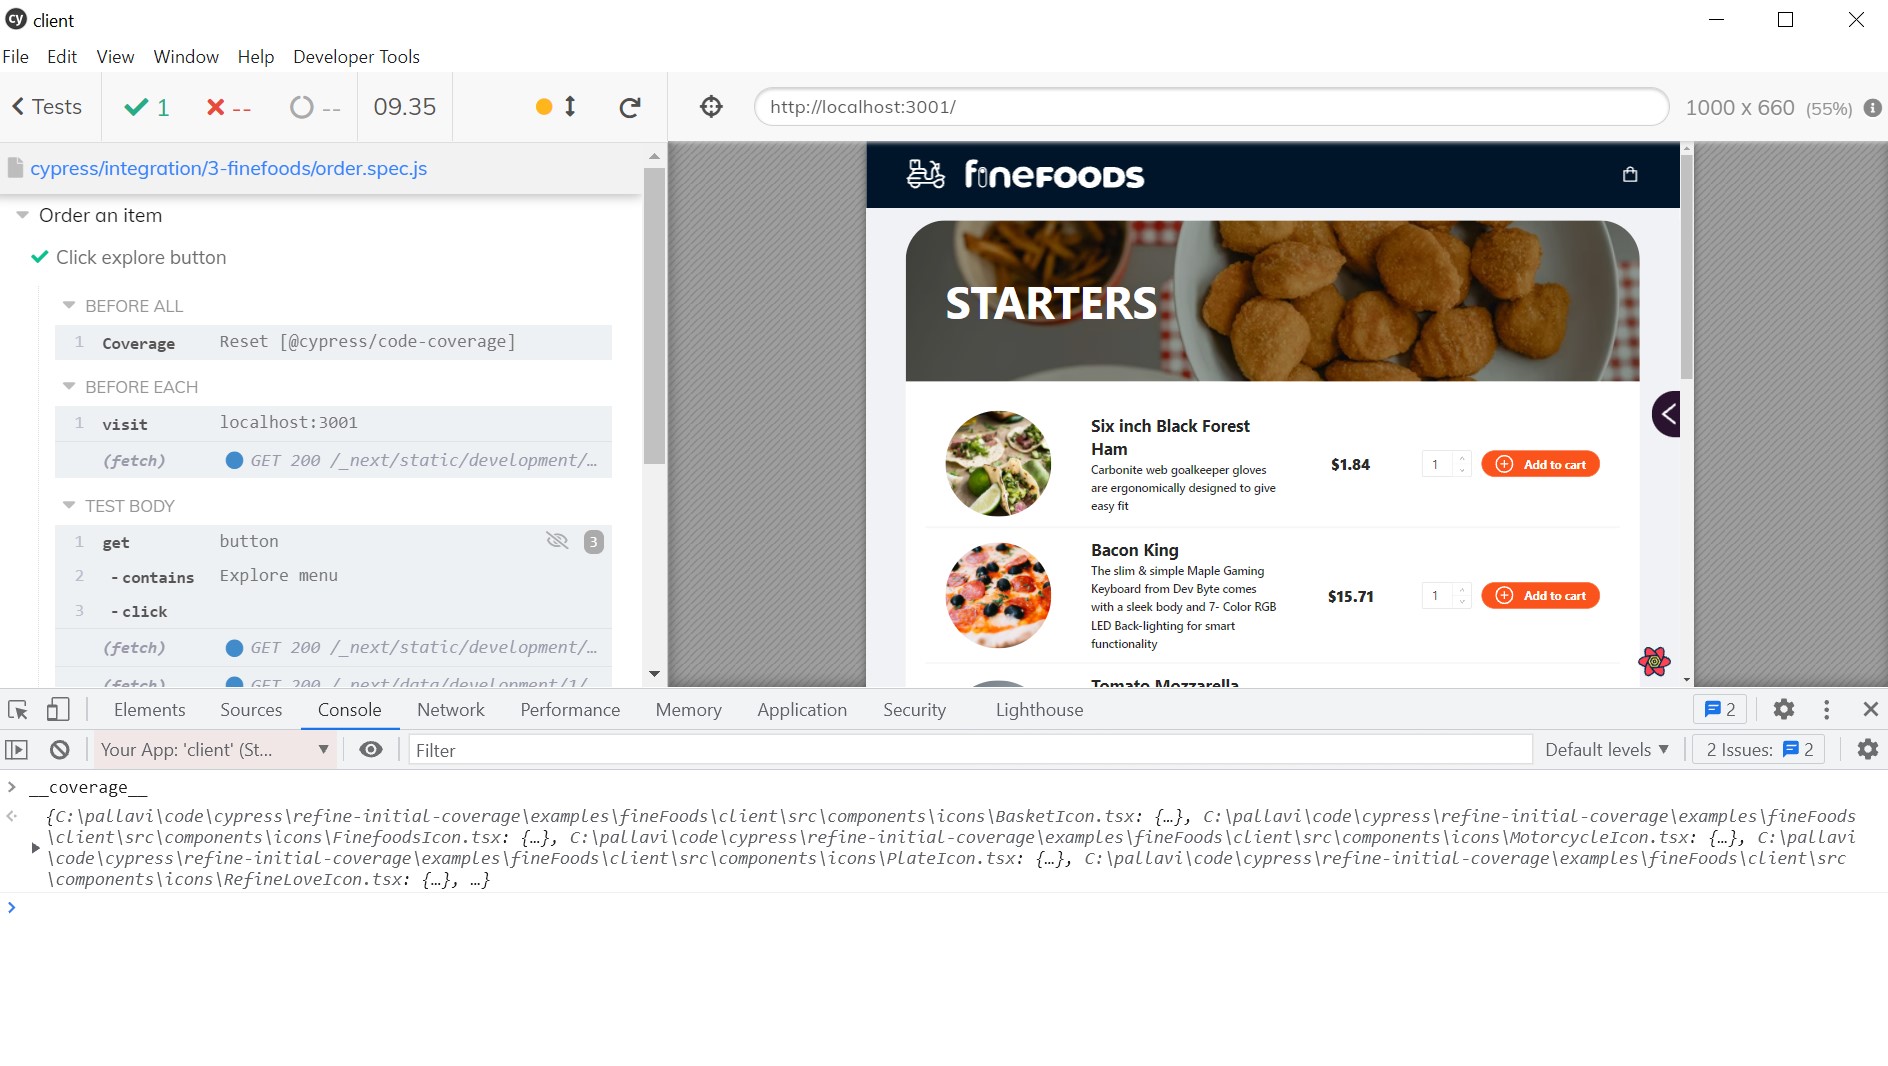 cy client
File Edit View Window Help Developer Tools
Tests 1 -- -- 09.35 http://localhost:3001/ 1000 x 660 (55%) i
cypress/integration/3-finefoods/order.spec.js
Order an item
Click explore button
BEFORE ALL
1 Coverage Reset [@cypress/code-coverage]
BEFORE EACH
1 visit localhost:3001
(fetch) GET 200 /_next/static/development/…
TEST BODY
1 get button 3
2 -contains Explore menu
3 -click
(fetch) GET 200 /_next/static/development/…
(fetch) GET 200 /_next/data/development/1/
fineFOODS
STARTERS
Six inch Black Forest
Ham
Carbonite web goalkeeper gloves
are ergonomically designed to give
easy fit
$1.84 1 Add to cart
Bacon King
The slim & simple Maple Gaming
Keyboard from Dev Byte comes
with a sleek body and 7- Color RGB
LED Back-lighting for smart
functionality
$15.71 1 Add to cart
Tomato Mozzarella
Elements Sources Console Network Performance Memory Application Security Lighthouse 2
Your App: 'client' (St... Filter Default levels 2 Issues: 2
__coverage__
{C:\pallavi\code\cypress\refine-initial-coverage\examples\fineFoods\client\src\components\icons\BasketIcon.tsx: {…}, C:\pallavi\code\cypress\refine-initial-coverage\examples\fineFoods
\client\src\components\icons\FinefoodsIcon.tsx: {…}, C:\pallavi\code\cypress\refine-initial-coverage\examples\fineFoods\client\src\components\icons\MotorcycleIcon.tsx: {…}, C:\pallavi
\code\cypress\refine-initial-coverage\examples\fineFoods\client\src\components\icons\PlateIcon.tsx: {…}, C:\pallavi\code\cypress\refine-initial-coverage\examples\fineFoods\client\src
\components\icons\RefineLoveIcon.tsx: {…}, …}